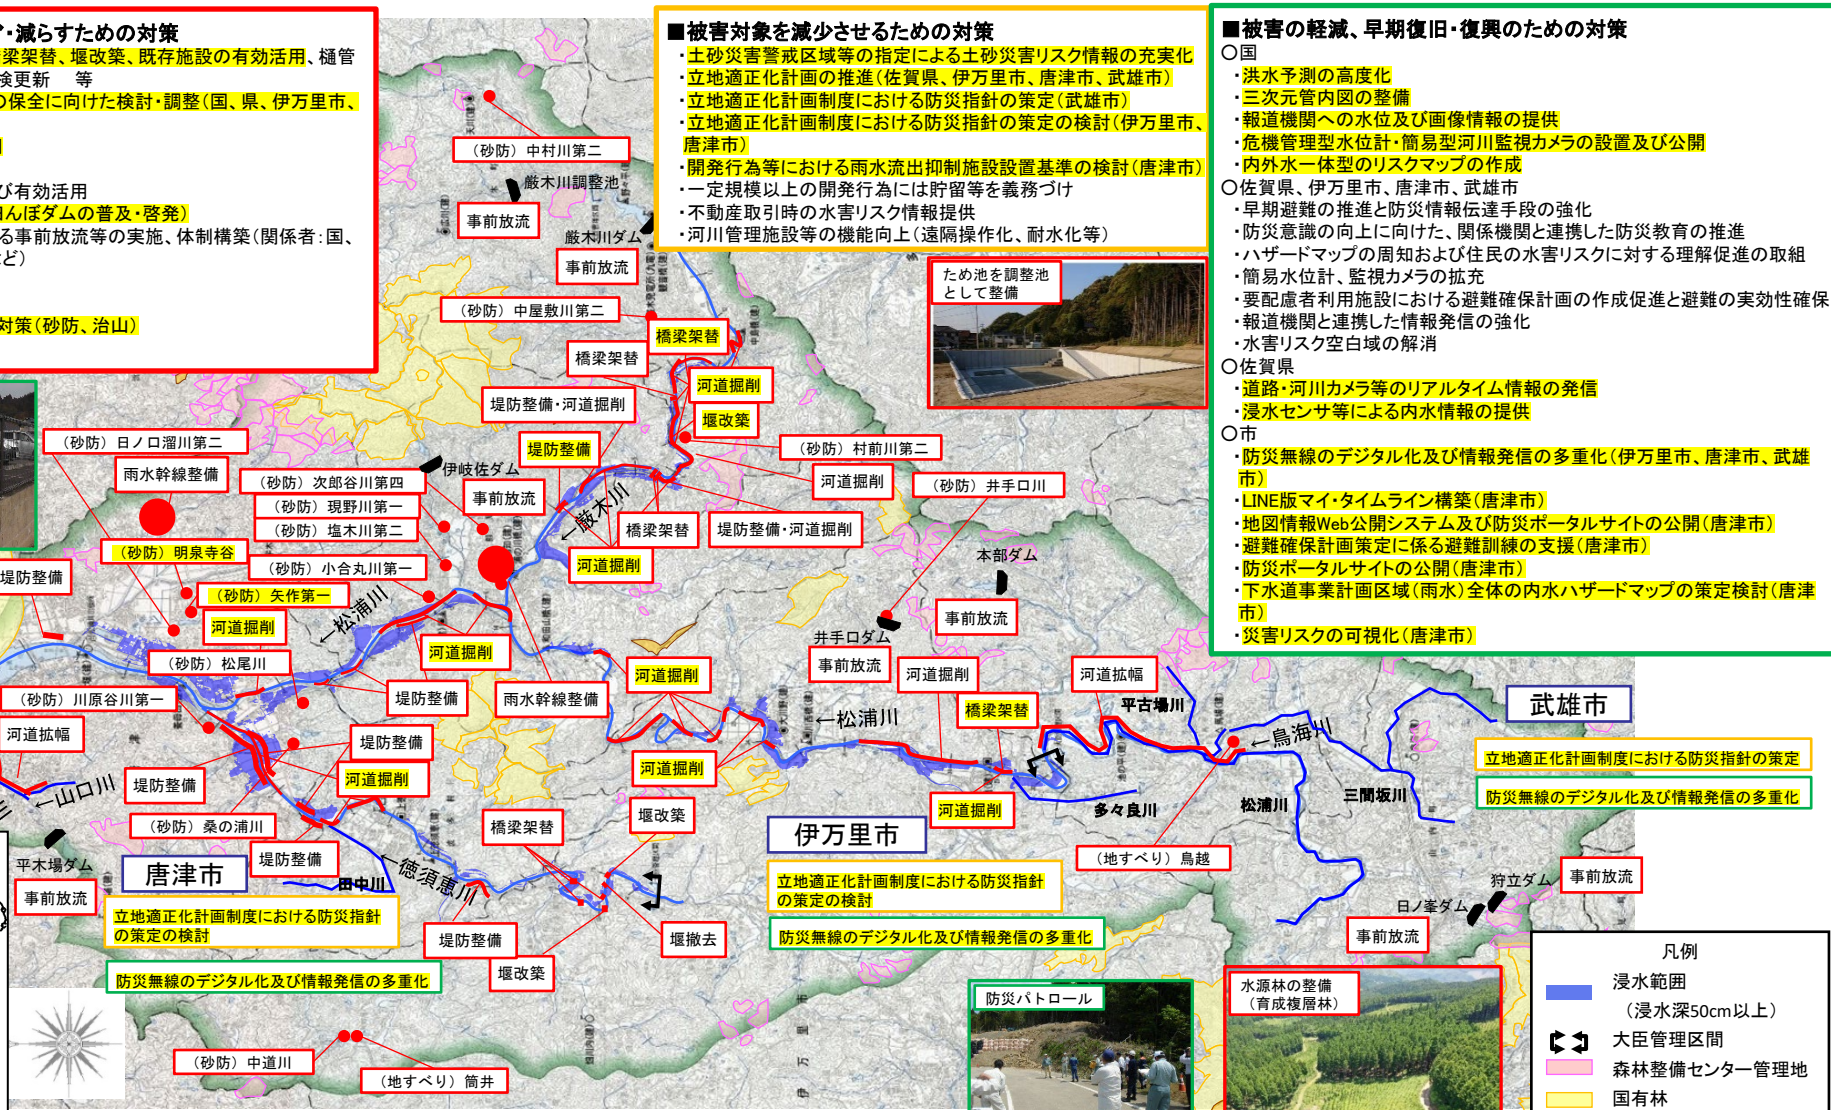 ・減らすための対策
梁架替、堰改築、既存施設の有効活用、樋管
検更新　等
の保全に向けた検討・調整(国、県、伊万里市、
び有効活用
田んぼダムの普及・啓発)
る事前放流等の実施、体制構築(関係者:国、
など)
対策(砂防、治山)
■被害対象を減少させるための対策
・土砂災害警戒区域等の指定による土砂災害リスク情報の充実化
・立地適正化計画の推進(佐賀県、伊万里市、唐津市、武雄市)
・立地適正化計画制度における防災指針の策定(武雄市)
・立地適正化計画制度における防災指針の策定の検討(伊万里市、
唐津市)
・開発行為等における雨水流出抑制施設設置基準の検討(唐津市)
・一定規模以上の開発行為には貯留等を義務づけ
・不動産取引時の水害リスク情報提供
・河川管理施設等の機能向上(遠隔操作化、耐水化等)
■被害の軽減、早期復旧・復興のための対策
○国
・洪水予測の高度化
・三次元管内図の整備
・報道機関への水位及び画像情報の提供
・危機管理型水位計・簡易型河川監視カメラの設置及び公開
・内外水一体型のリスクマップの作成
○佐賀県、伊万里市、唐津市、武雄市
・早期避難の推進と防災情報伝達手段の強化
・防災意識の向上に向けた、関係機関と連携した防災教育の推進
・ハザードマップの周知および住民の水害リスクに対する理解促進の取組
・簡易水位計、監視カメラの拡充
・要配慮者利用施設における避難確保計画の作成促進と避難の実効性確保
・報道機関と連携した情報発信の強化
・水害リスク空白域の解消
○佐賀県
・道路・河川カメラ等のリアルタイム情報の発信
・浸水センサ等による内水情報の提供
○市
・防災無線のデジタル化及び情報発信の多重化(伊万里市、唐津市、武雄
市)
・LINE版マイ・タイムライン構築(唐津市)
・地図情報Web公開システム及び防災ポータルサイトの公開(唐津市)
・避難確保計画策定に係る避難訓練の支援(唐津市)
・防災ポータルサイトの公開(唐津市)
・下水道事業計画区域(雨水)全体の内水ハザードマップの策定検討(唐津
市)
・災害リスクの可視化(唐津市)
(砂防)中村川第二
厳木川調整池
事前放流
厳木川ダム
事前放流
(砂防)中屋敷川第二
橋梁架替
橋梁架替
河道掘削
堤防整備・河道掘削
堰改築
ため池を調整池
として整備
(砂防)日ノ口溜川第二
雨水幹線整備
伊岐佐ダム
事前放流
堤防整備
(砂防)村前川第二
河道掘削
(砂防)次郎谷川第四
(砂防)現野川第一
(砂防)塩木川第二
←厳木川
橋梁架替
堤防整備・河道掘削
(砂防)井手口川
(砂防)明泉寺谷
(砂防)小合丸川第一
河道掘削
本部ダム
事前放流
堤防整備
(砂防)矢作第一
河道掘削
←松浦川
河道掘削
井手口ダム
事前放流
(砂防)松尾川
(砂防)川原谷川第一
堤防整備
雨水幹線整備
河道掘削
河道掘削
河道拡幅
平古場川
橋梁架替
←松浦川
←鳥海川
武雄市
立地適正化計画制度における防災指針の策定
防災無線のデジタル化及び情報発信の多重化
河道拡幅
堤防整備
堤防整備
河道掘削
河道掘削
←山口川
(砂防)桑の浦川
橋梁架替
堰改築
河道掘削
多々良川
松浦川
三間坂川
伊万里市
(地すべり)鳥越
平木場ダム
事前放流
唐津市
堤防整備
田中川
←徳須恵川
立地適正化計画制度における防災指針
の策定の検討
立地適正化計画制度における防災指針
の策定の検討
防災無線のデジタル化及び情報発信の多重化
堤防整備
堰撤去
堰改築
防災無線のデジタル化及び情報発信の多重化
狩立ダム
事前放流
日ノ峯ダム
事前放流
防災パトロール
水源林の整備
(育成複層林)
(砂防)中道川
(地すべり)筒井
凡例
浸水範囲
(浸水深50cm以上)
大臣管理区間
森林整備センター管理地
国有林